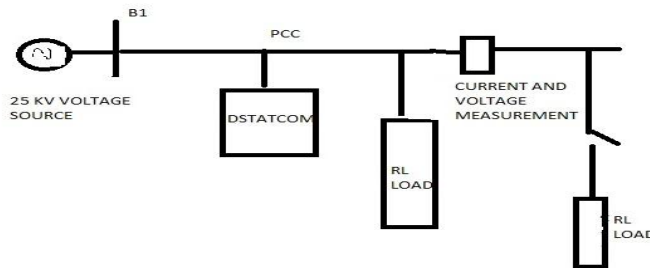 B1
PCC
25 KV VOLTAGE
SOURCE
DSTATCOM
CURRENT AND
VOLTAGE
MEASUREMENT
RL
LOAD
RL
LOAD